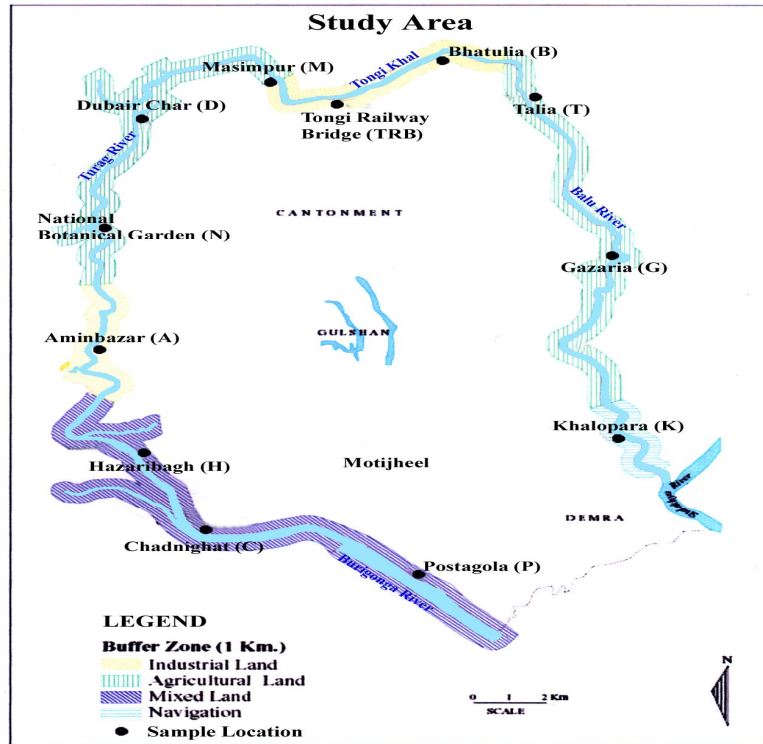 Study Area
Bhatulia (B)
Masimpur (M)
Tongi Khal
Dubair Char (D)
Talia (T)
Tongi Railway
Bridge (TRB)
Turag River
Balu River
National
Botanical Garden (N)
CANTONMENT
Gazaria (G)
GULSHAN
Aminbazar (A)
Khalopara (K)
Hazaribagh (H)
Motijheel
River
DEMRA
Chadnighat (C)
Postagola (P)
Burigonga River
LEGEND
Buffer Zone (1 Km.)
Industrial Land
Agricultural Land
Mixed Land
Navigation
Sample Location
0 1 2 Km
SCALE
N